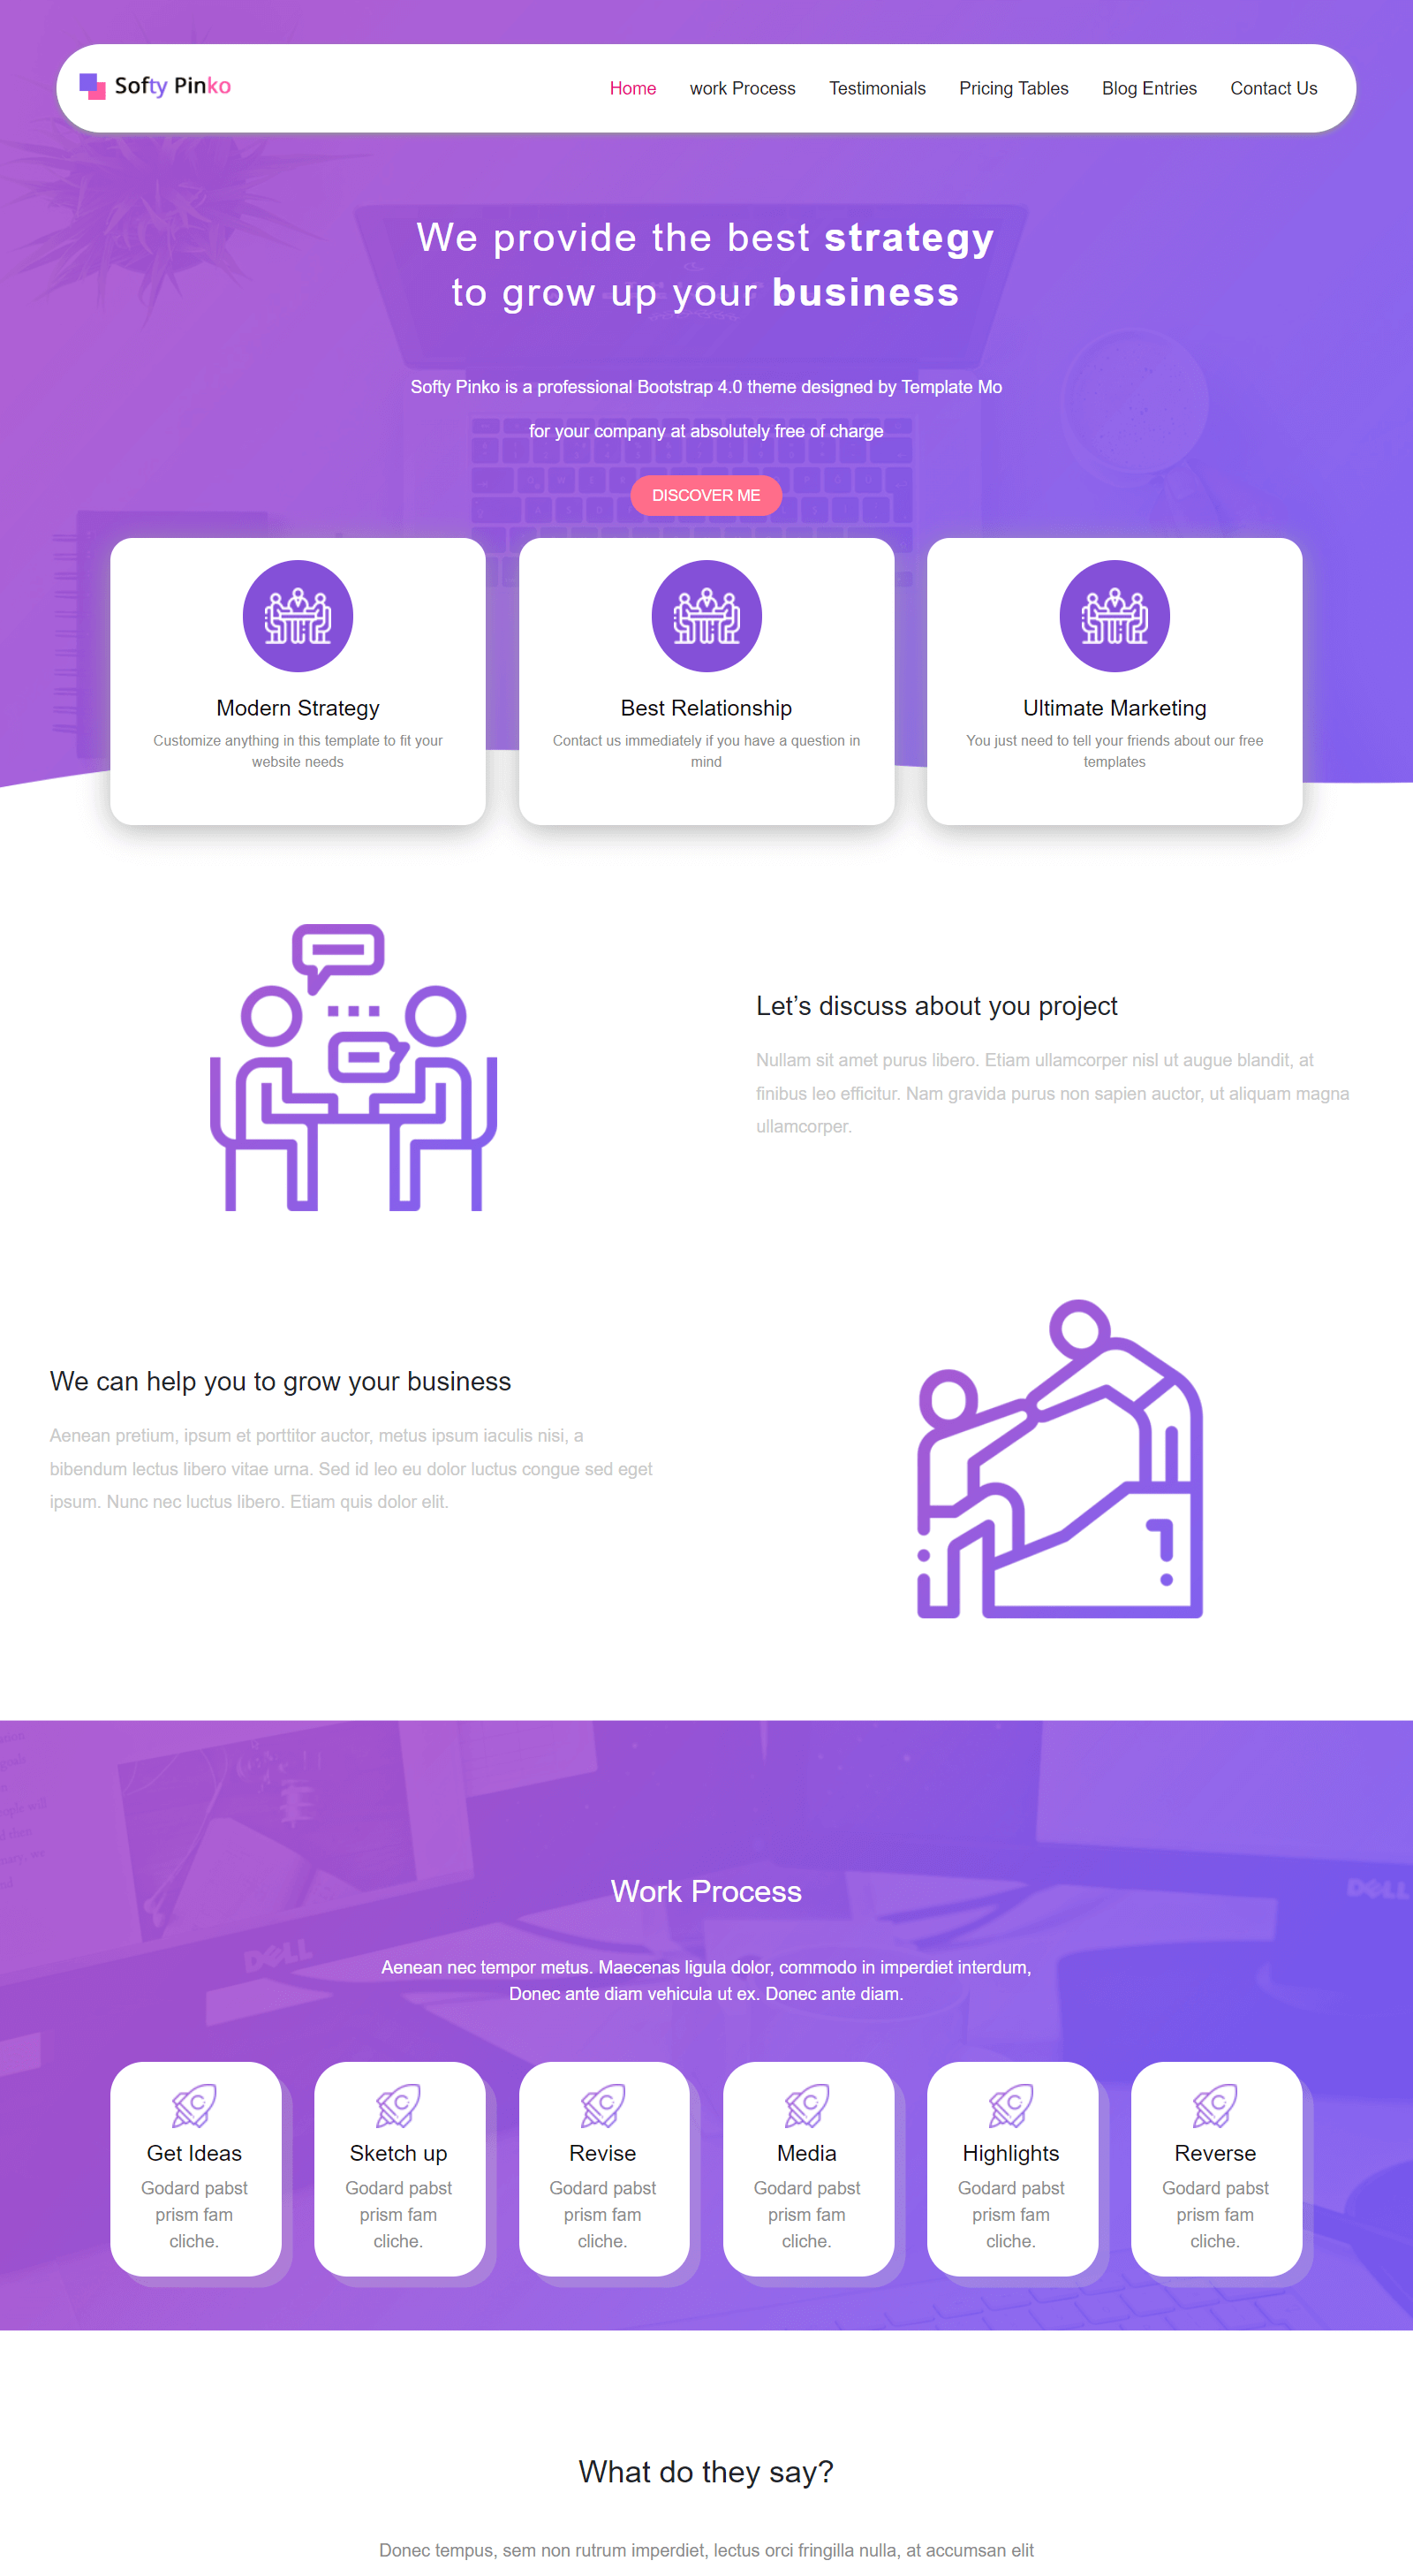 Softy Pinko
Home work Process Testimonials Pricing Tables Blog Entries Contact Us
We provide the best strategy
to grow up your business
Softy Pinko is a professional Bootstrap 4.0 theme designed by Template Mo
for your company at absolutely free of charge
DISCOVER ME
Modern Strategy
Customize anything in this template to fit your
website needs
Best Relationship
Contact us immediately if you have a question in
mind
Ultimate Marketing
You just need to tell your friends about our free
templates
Let’s discuss about you project
Nullam sit amet purus libero. Etiam ullamcorper nisl ut augue blandit, at
finibus leo efficitur. Nam gravida purus non sapien auctor, ut aliquam magna
ullamcorper.
We can help you to grow your business
Aenean pretium, ipsum et porttitor auctor, metus ipsum iaculis nisi, a
bibendum lectus libero vitae urna. Sed id leo eu dolor luctus congue sed eget
ipsum. Nunc nec luctus libero. Etiam quis dolor elit.
DELL
DELL
Work Process
Aenean nec tempor metus. Maecenas ligula dolor, commodo in imperdiet interdum,
Donec ante diam vehicula ut ex. Donec ante diam.
Get Ideas
Godard pabst
prism fam
cliche.
Sketch up
Godard pabst
prism fam
cliche.
Revise
Godard pabst
prism fam
cliche.
Media
Godard pabst
prism fam
cliche.
Highlights
Godard pabst
prism fam
cliche.
Reverse
Godard pabst
prism fam
cliche.
What do they say?
Donec tempus, sem non rutrum imperdiet, lectus orci fringilla nulla, at accumsan elit